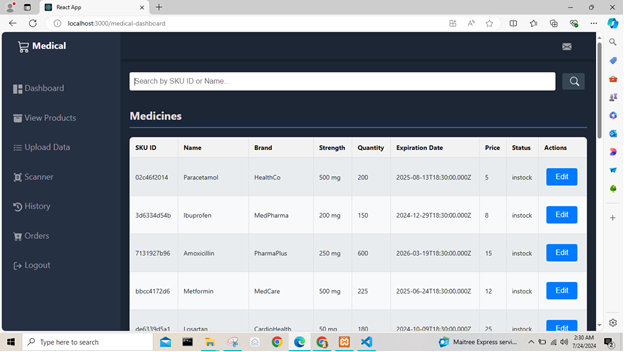 React App
localhost:3000/medical-dashboard
Medical
Dashboard
View Products
Upload Data
Scanner
History
Orders
Logout
Search by SKU ID or Name...
Medicines
SKU ID Name Brand Strength Quantity Expiration Date Price Status Actions
02c46f2014 Paracetamol HealthCo 500 mg 200 2025-08-13T18:30:00.000Z 5 instock Edit
3d6334d54b Ibuprofen MedPharma 200 mg 150 2024-12-29T18:30:00.000Z 8 instock Edit
7131927b96 Amoxicillin PharmaPlus 250 mg 600 2026-03-19T18:30:00.000Z 15 instock Edit
bbcc4172d6 Metformin MedCare 500 mg 225 2025-06-24T18:30:00.000Z 12 instock Edit
de6339d5a1 Losartan CardioHealth 50 mg 180 2024-10-09T18:30:00.000Z 25 instock Edit
Type here to search
Maitree Express servi...
2:30 AM
7/24/2024